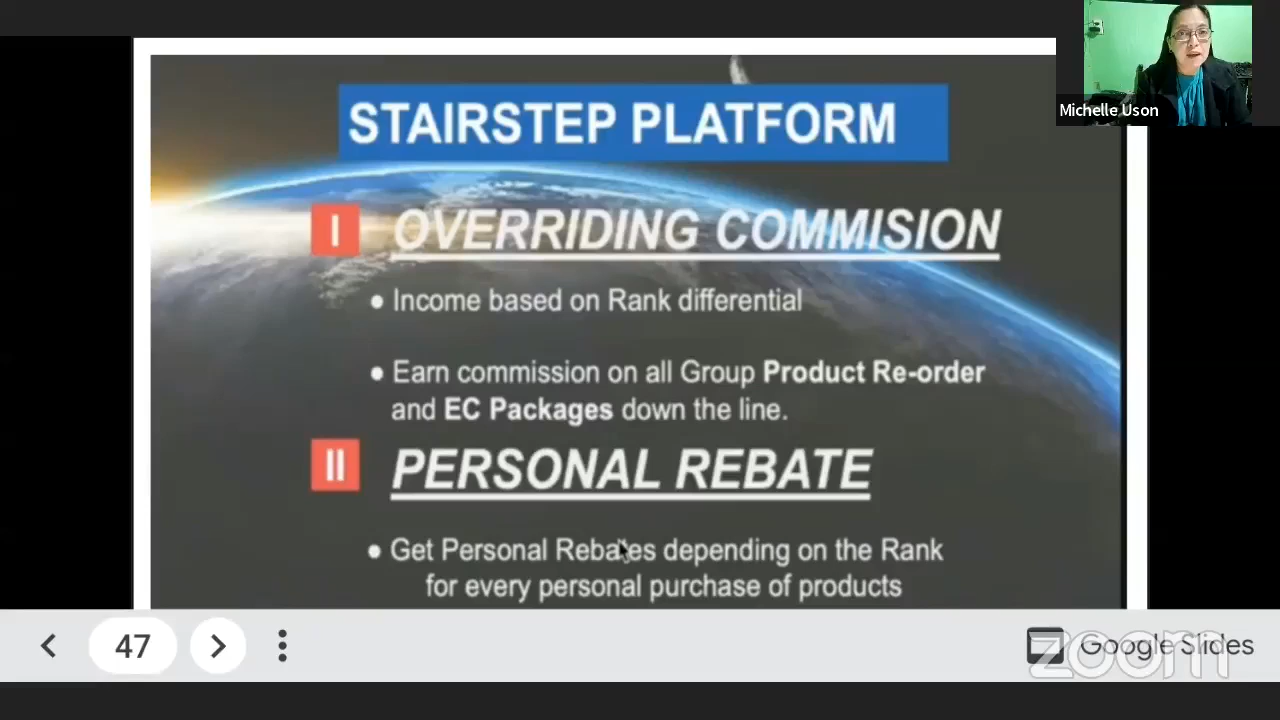 STAIRSTEP PLATFORM
Michelle Uson
I OVERRIDING COMMISION
● Income based on Rank differential
● Earn commission on all Group Product Re-order
and EC Packages down the line.
II PERSONAL REBATE
● Get Personal Rebates depending on the Rank
for every personal purchase of products
47
Google Slides
zoom